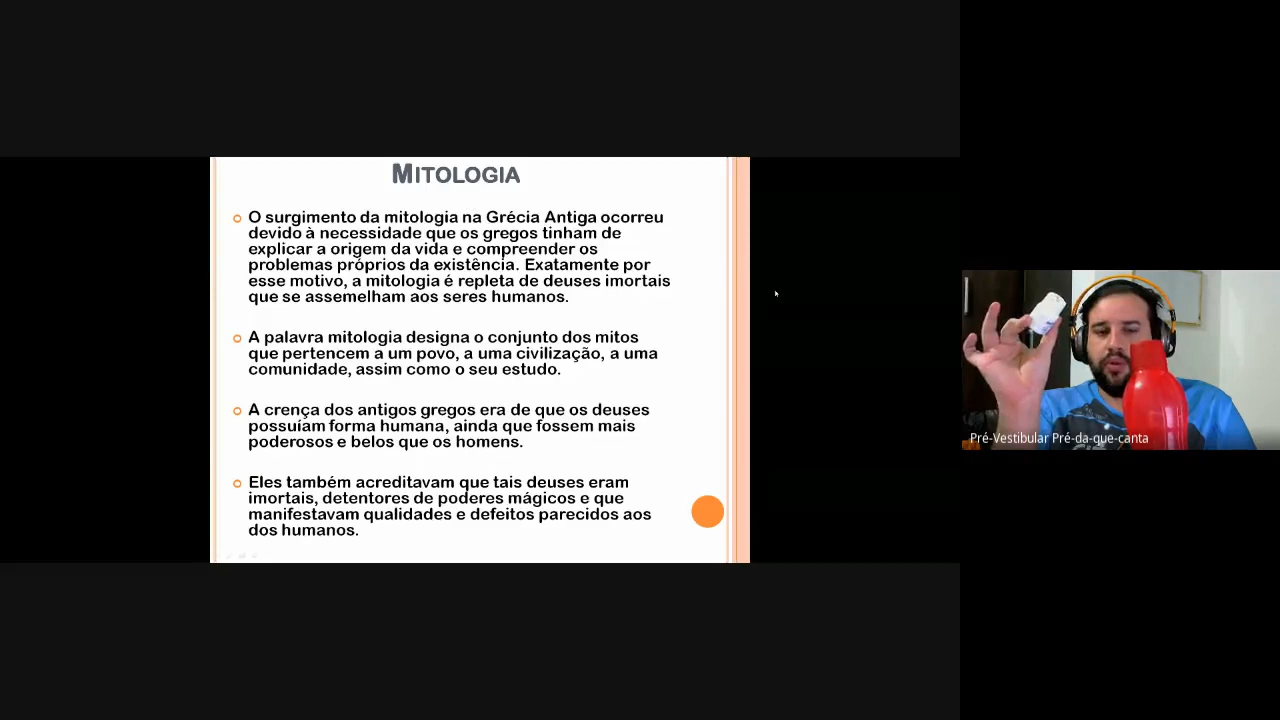 MITOLOGIA
O surgimento da mitologia na Grécia Antiga ocorreu
devido à necessidade que os gregos tinham de
explicar a origem da vida e compreender os
problemas próprios da existência. Exatamente por
esse motivo, a mitologia é repleta de deuses imortais
que se assemelham aos seres humanos.
A palavra mitologia designa o conjunto dos mitos
que pertencem a um povo, a uma civilização, a uma
comunidade, assim como o seu estudo.
A crença dos antigos gregos era de que os deuses
possuíam forma humana, ainda que fossem mais
poderosos e belos que os homens.
Eles também acreditavam que tais deuses eram
imortais, detentores de poderes mágicos e que
manifestavam qualidades e defeitos parecidos aos
dos humanos.
Pré-Vestibular Pré-da-que-canta